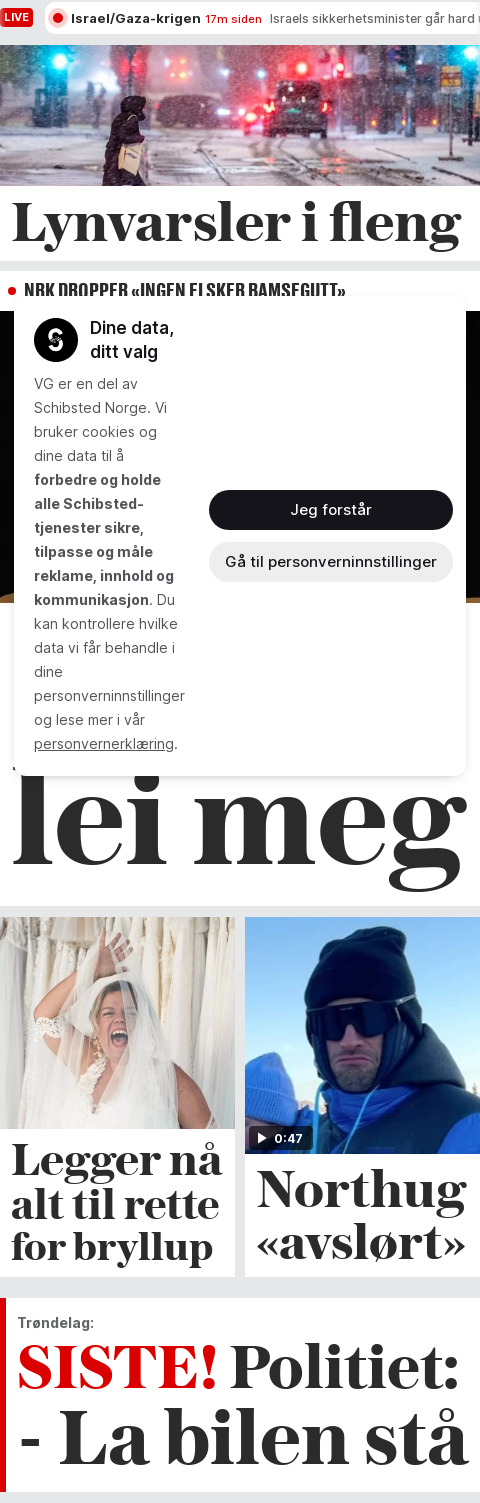 LIVE Israel/Gaza-krigen 17m siden Israels sikkerhetsminister går hard
Lynvarsler i fleng
NRK DROPPER «INGEN ELSKER BAMSEGUTT»
Dine data,
ditt valg
VG er en del av
Schibsted Norge. Vi
bruker cookies og
dine data til å
forbedre og holde
alle Schibsted-
tjenester sikre,
tilpasse og måle
reklame, innhold og
kommunikasjon. Du
kan kontrollere hvilke
data vi får behandle i
dine
personverninnstillinger
og lese mer i vår
personvernerklæring.
Jeg forstår
Gå til personverninnstillinger
lei meg
Legger nå
alt til rette
for bryllup
0:47
Northug
«avslørt»
Trøndelag:
SISTE! Politiet:
- La bilen stå